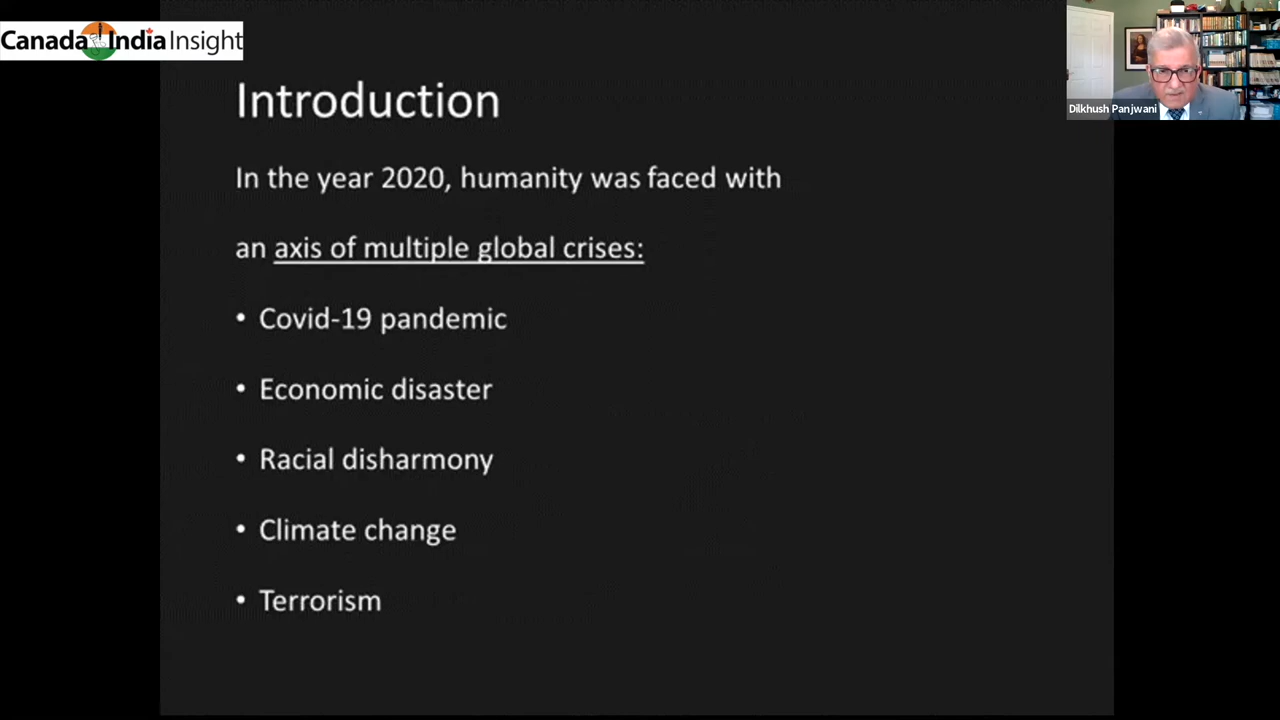 Canada India Insight
Dilkhush Panjwani
Introduction
In the year 2020, humanity was faced with
an axis of multiple global crises:
• Covid-19 pandemic
• Economic disaster
• Racial disharmony
• Climate change
• Terrorism